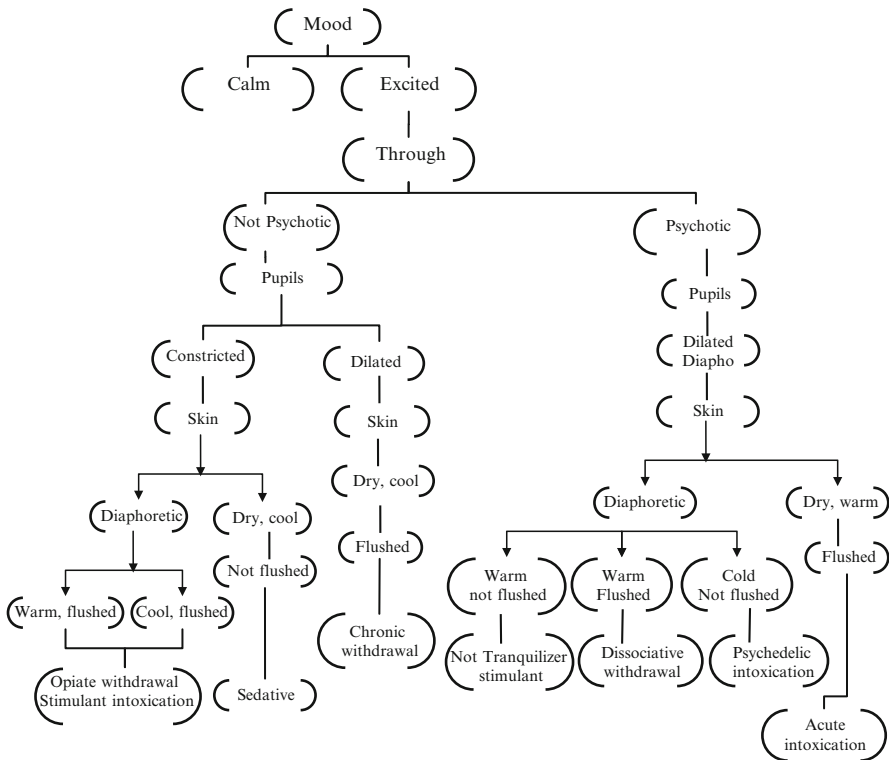 Mood
Calm
Excited
Through
Not Psychotic
Psychotic
Pupils
Pupils
Constricted
Dilated
Dilated
Diapho
Skin
Skin
Skin
Dry, cool
Diaphoretic
Dry, cool
Diaphoretic
Dry, warm
Flushed
Not flushed
Flushed
Warm, flushed
Cool, flushed
Warm
not flushed
Warm
Flushed
Cold
Not flushed
Chronic
withdrawal
Not Tranquilizer
stimulant
Dissociative
withdrawal
Psychedelic
intoxication
Opiate withdrawal
Stimulant intoxication
Sedative
Acute
intoxication